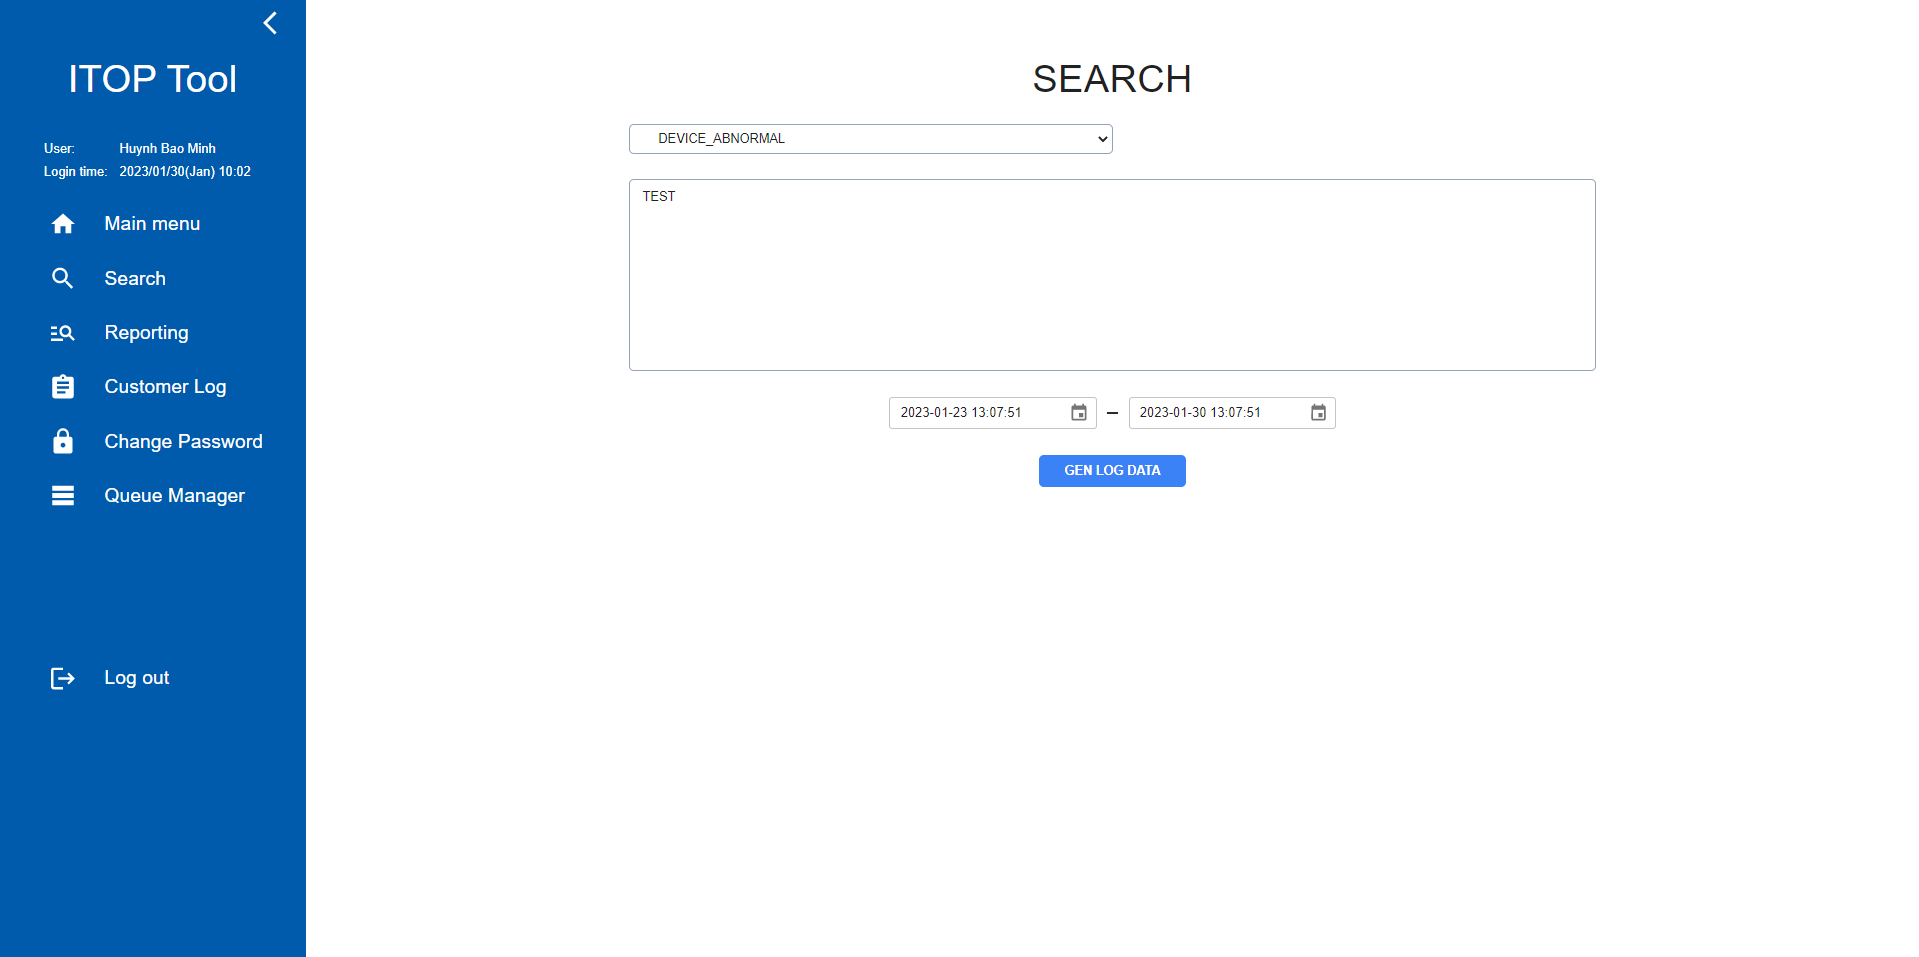 ITOP Tool
User: Huynh Bao Minh
Login time: 2023/01/30(Jan) 10:02
Main menu
Search
Reporting
Customer Log
Change Password
Queue Manager
Log out
SEARCH
DEVICE_ABNORMAL
TEST
2023-01-23 13:07:51 – 2023-01-30 13:07:51
GEN LOG DATA